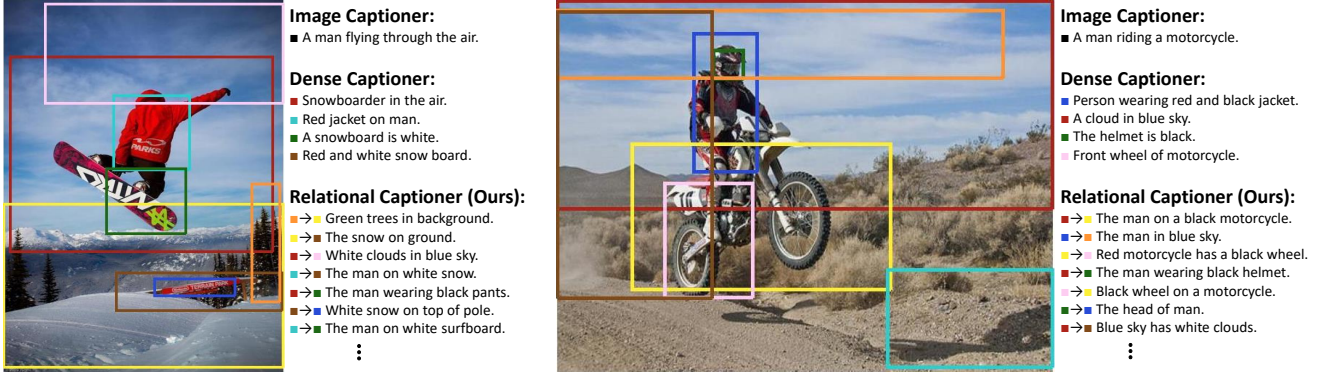 PARKS
TERRAIN PARK
Image Captioner:
■ A man flying through the air.
Dense Captioner:
■ Snowboarder in the air.
■ Red jacket on man.
■ A snowboard is white.
■ Red and white snow board.
Relational Captioner (Ours):
■→■ Green trees in background.
■→■ The snow on ground.
■→■ White clouds in blue sky.
■→■ The man on white snow.
■→■ The man wearing black pants.
■→■ White snow on top of pole.
■→■ The man on white surfboard.
⋮
Image Captioner:
■ A man riding a motorcycle.
Dense Captioner:
■ Person wearing red and black jacket.
■ A cloud in blue sky.
■ The helmet is black.
■ Front wheel of motorcycle.
Relational Captioner (Ours):
■→■ The man on a black motorcycle.
■→■ The man in blue sky.
■→■ Red motorcycle has a black wheel.
■→■ The man wearing black helmet.
■→■ Black wheel on a motorcycle.
■→■ The head of man.
■→■ Blue sky has white clouds.
⋮